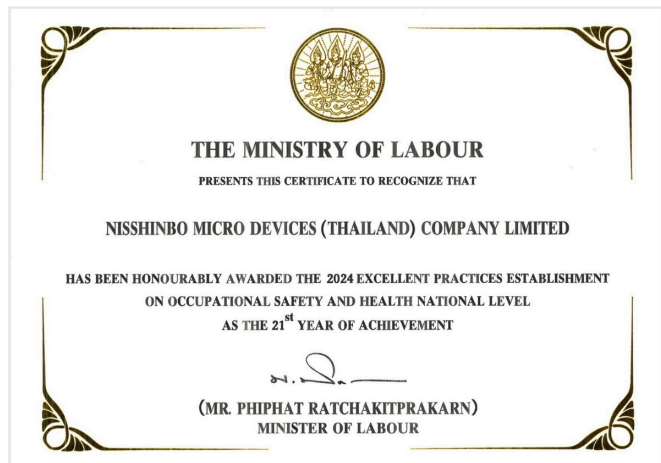 THE MINISTRY OF LABOUR
PRESENTS THIS CERTIFICATE TO RECOGNIZE THAT
NISSHINBO MICRO DEVICES (THAILAND) COMPANY LIMITED
HAS BEEN HONOURABLY AWARDED THE 2024 EXCELLENT PRACTICES ESTABLISHMENT
ON OCCUPATIONAL SAFETY AND HEALTH NATIONAL LEVEL
AS THE 21st YEAR OF ACHIEVEMENT
(MR. PHIPHAT RATCHAKITPRAKARN)
MINISTER OF LABOUR